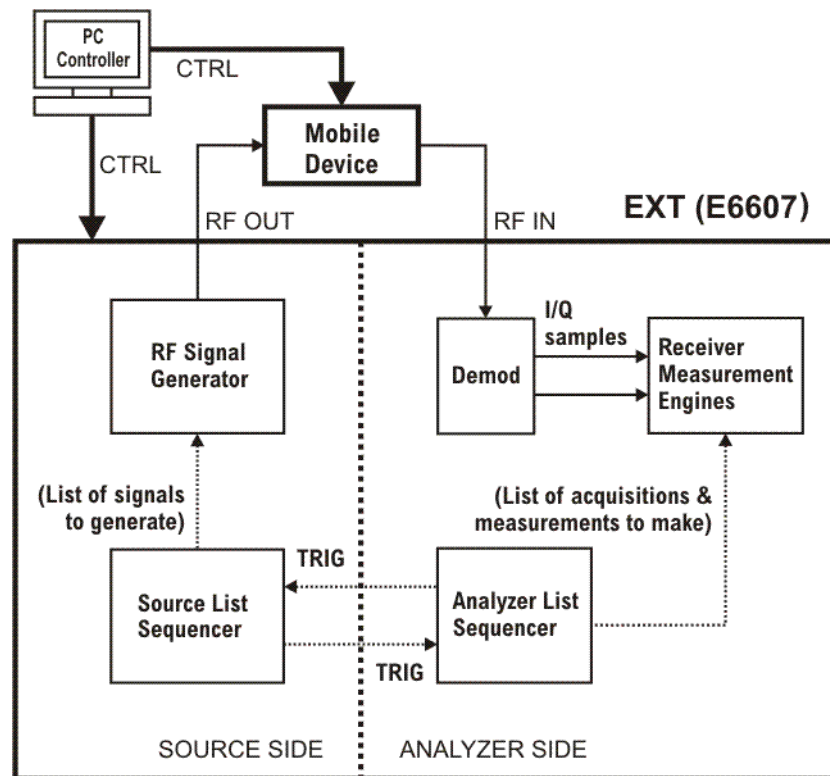 PC
Controller
CTRL
Mobile
Device
CTRL
EXT (E6607)
RF OUT
RF IN
RF Signal
Generator
I/Q
samples
Demod
Receiver
Measurement
Engines
(List of signals
to generate)
(List of acquisitions &
measurements to make)
TRIG
Source List
Sequencer
Analyzer List
Sequencer
TRIG
SOURCE SIDE
ANALYZER SIDE